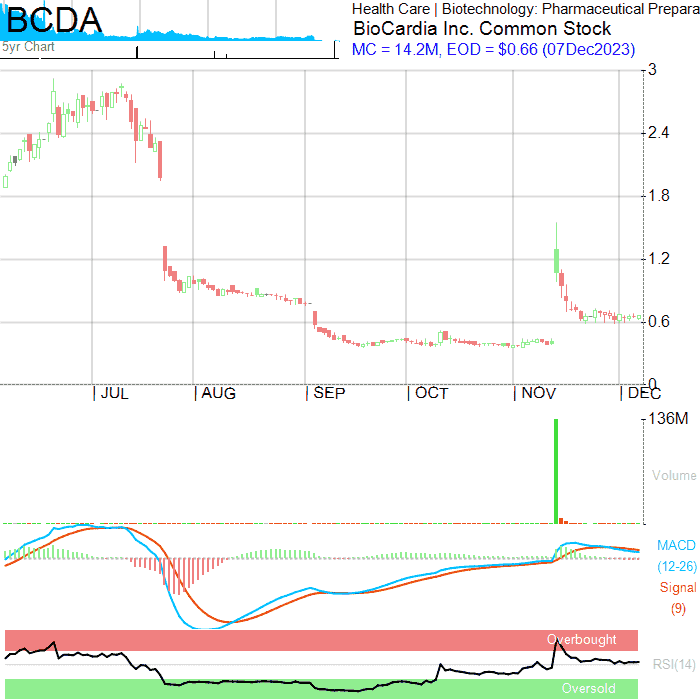 BCDA
Health Care | Biotechnology: Pharmaceutical Prepara
BioCardia Inc. Common Stock
5yr Chart
MC = 14.2M, EOD = $0.66 (07Dec2023)
3
2.4
1.8
1.2
0.6
0
JUL
AUG
SEP
OCT
NOV
DEC
136M
Volume
MACD
(12-26)
Signal
(9)
Overbought
RSI(14)
Oversold